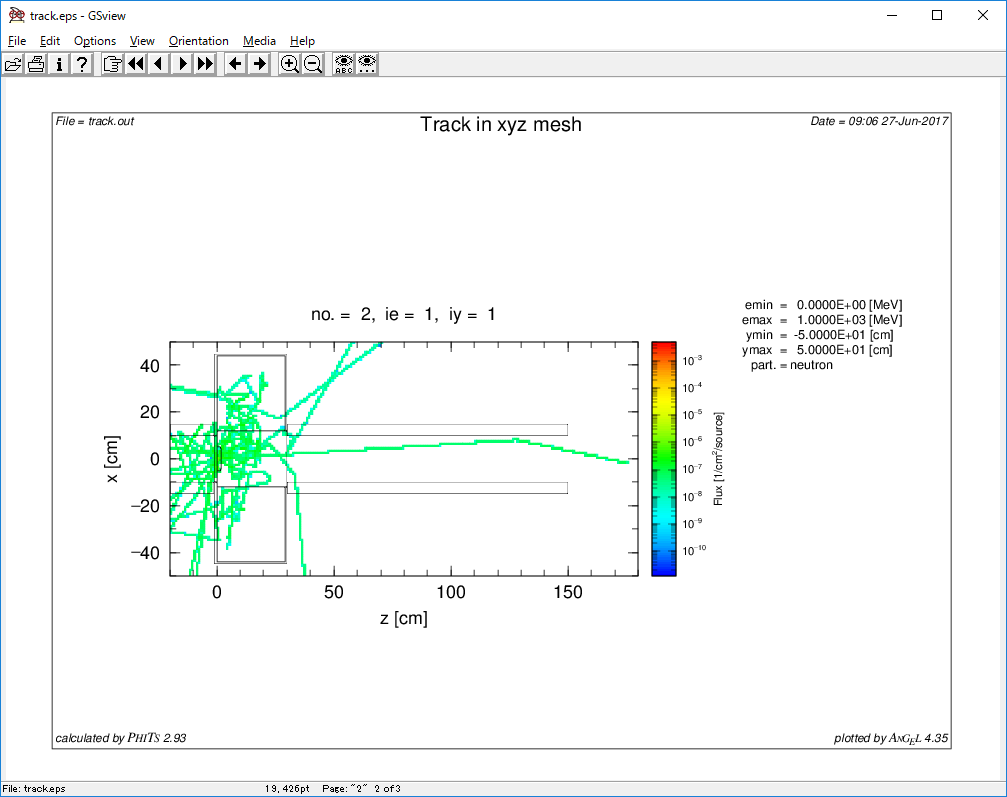 track.eps - GSview
File Edit Options View Orientation Media Help
File = track.out
Track in xyz mesh
Date = 09:06 27-Jun-2017
no. = 2, ie = 1, iy = 1
emin = 0.0000E+00 [MeV]
emax = 1.0000E+03 [MeV]
ymin = -5.0000E+01 [cm]
ymax = 5.0000E+01 [cm]
part. = neutron
40
20
0
−20
−40
x [cm]
0 50 100 150
z [cm]
10⁻³
10⁻⁴
10⁻⁵
10⁻⁶
10⁻⁷
10⁻⁸
10⁻⁹
10⁻¹⁰
Flux [1/cm²/source]
calculated by PHITS 2.93
plotted by ANGEL 4.35
File: track.eps 19, 426pt Page: "2" 2 of 3